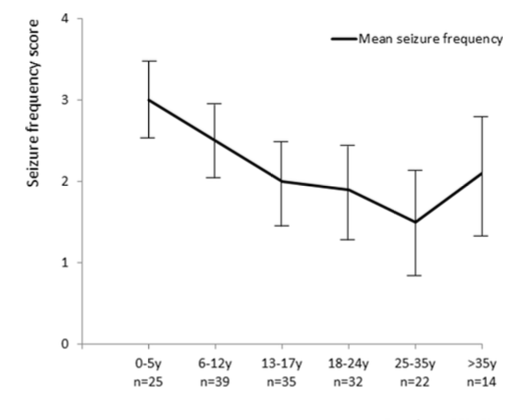 Seizure frequency score
4
3
2
1
0
Mean seizure frequency
0-5y 6-12y 13-17y 18-24y 25-35y >35y
n=25 n=39 n=35 n=32 n=22 n=14